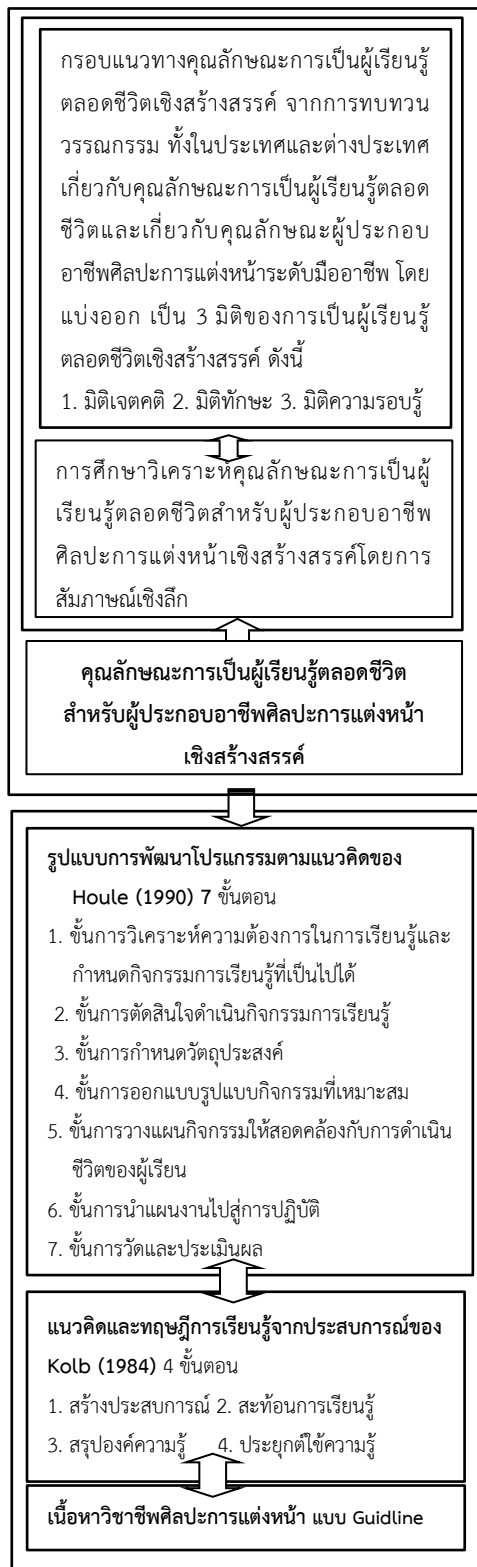 กรอบแนวทางคุณลักษณะการเป็นผู้เรียนรู้
ตลอดชีวิตเชิงสร้างสรรค์ จากการทบทวน
วรรณกรรม ทั้งในประเทศและต่างประเทศ
เกี่ยวกับคุณลักษณะการเป็นผู้เรียนรู้ตลอด
ชีวิตและเกี่ยวกับคุณลักษณะผู้ประกอบ
อาชีพศิลปะการแต่งหน้าระดับมืออาชีพ โดย
แบ่งออก เป็น 3 มิติของการเป็นผู้เรียนรู้
ตลอดชีวิตเชิงสร้างสรรค์ ดังนี้
1. มิติเจตคติ 2. มิติทักษะ 3. มิติความรอบรู้
การศึกษาวิเคราะห์คุณลักษณะการเป็นผู้
เรียนรู้ตลอดชีวิตสำหรับผู้ประกอบอาชีพ
ศิลปะการแต่งหน้าเชิงสร้างสรรค์โดยการ
สัมภาษณ์เชิงลึก
คุณลักษณะการเป็นผู้เรียนรู้ตลอดชีวิต
สำหรับผู้ประกอบอาชีพศิลปะการแต่งหน้า
เชิงสร้างสรรค์
รูปแบบการพัฒนาโปรแกรมตามแนวคิดของ
Houle (1990) 7 ขั้นตอน
1. ขั้นการวิเคราะห์ความต้องการในการเรียนรู้และ
กำหนดกิจกรรมการเรียนรู้ที่เป็นไปได้
2. ขั้นการตัดสินใจดำเนินกิจกรรมการเรียนรู้
3. ขั้นการกำหนดวัตถุประสงค์
4. ขั้นการออกแบบรูปแบบกิจกรรมที่เหมาะสม
5. ขั้นการวางแผนกิจกรรมให้สอดคล้องกับการดำเนิน
ชีวิตของผู้เรียน
6. ขั้นการนำแผนงานไปสู่การปฏิบัติ
7. ขั้นการวัดและประเมินผล
แนวคิดและทฤษฎีการเรียนรู้จากประสบการณ์ของ
Kolb (1984) 4 ขั้นตอน
1. สร้างประสบการณ์ 2. สะท้อนการเรียนรู้
3. สรุปองค์ความรู้ 4. ประยุกต์ใช้ความรู้
เนื้อหาวิชาชีพศิลปะการแต่งหน้า แบบ Guidline